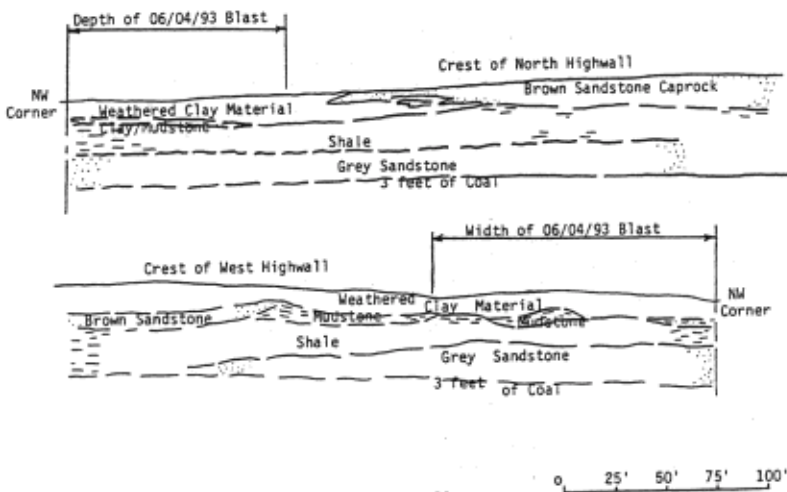 Depth of 06/04/93 Blast
Crest of North Highwall
NW
Corner
Brown Sandstone Caprock
Weathered Clay Material
Clay/Mudstone
Shale
Grey Sandstone
3 feet of Coal
Width of 06/04/93 Blast
Crest of West Highwall
NW
Corner
Weathered
Clay Material
Brown Sandstone
Mudstone
Mudstone
Shale
Grey Sandstone
3 feet
of Coal
0 25' 50' 75' 100'